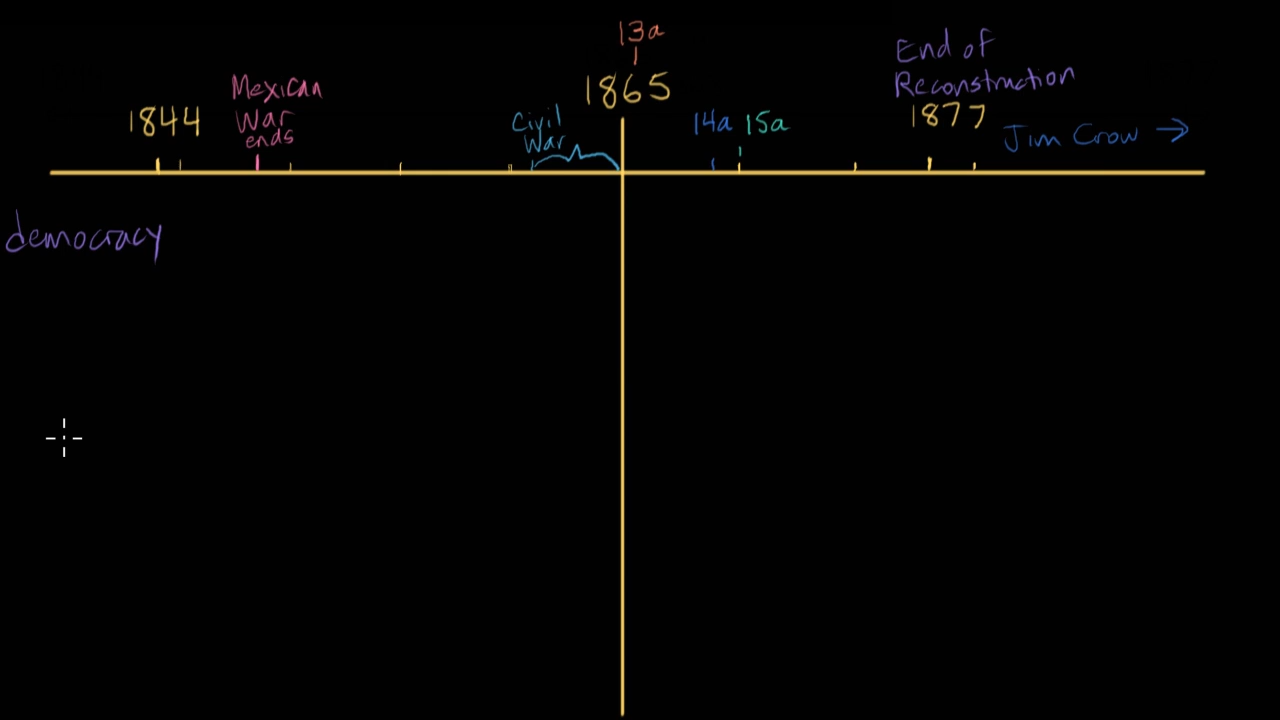 13a
1865
End of
Reconstruction
1877
Jim Crow →
1844
Mexican
War
ends
Civil
War
14a 15a
democracy